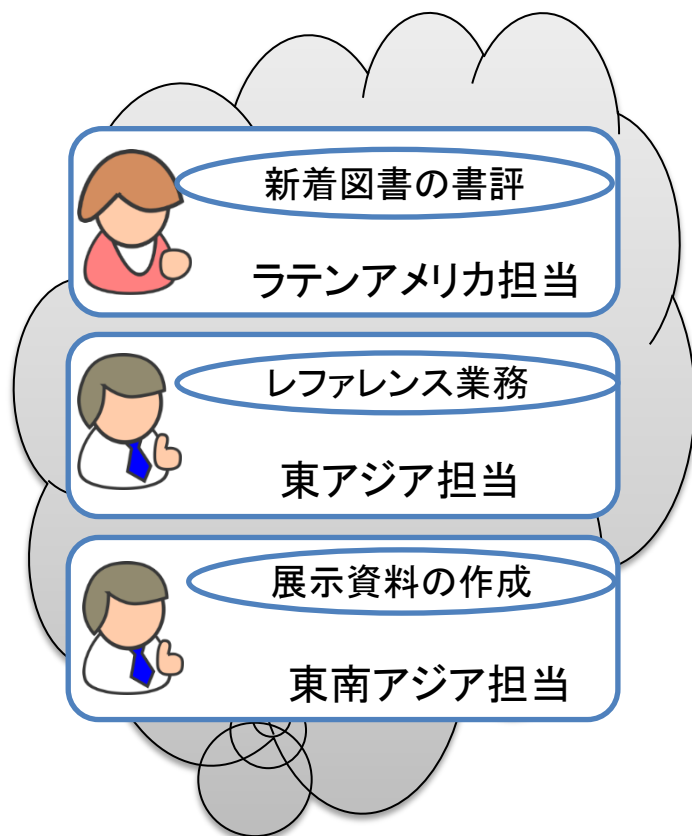 新着図書の書評
ラテンアメリカ担当
レファレンス業務
東アジア担当
展示資料の作成
東南アジア担当